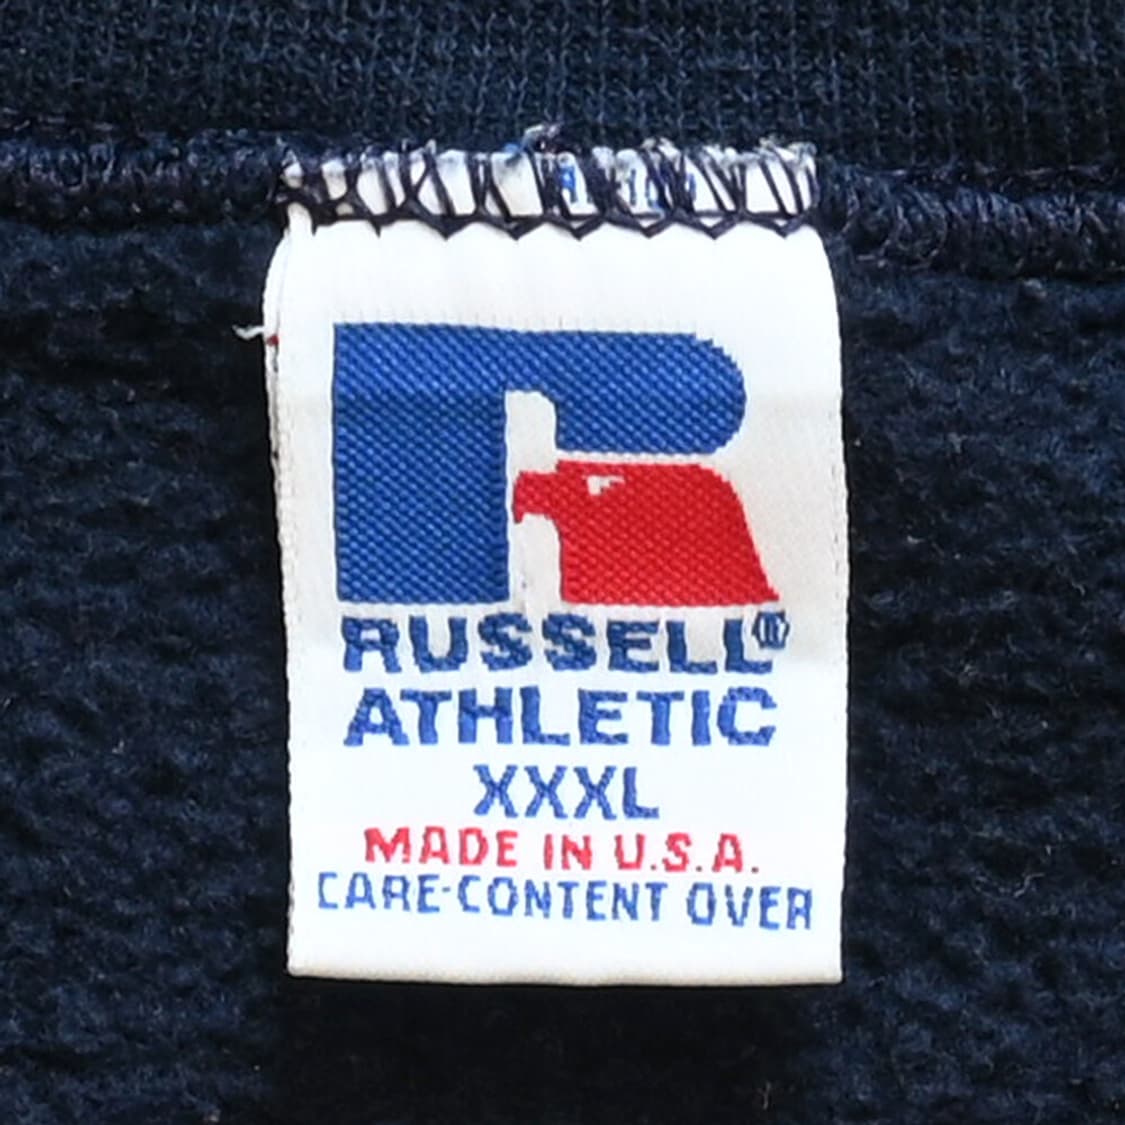 R
RUSSELL®
ATHLETIC
XXXL
MADE IN U.S.A.
CARE-CONTENT OVER